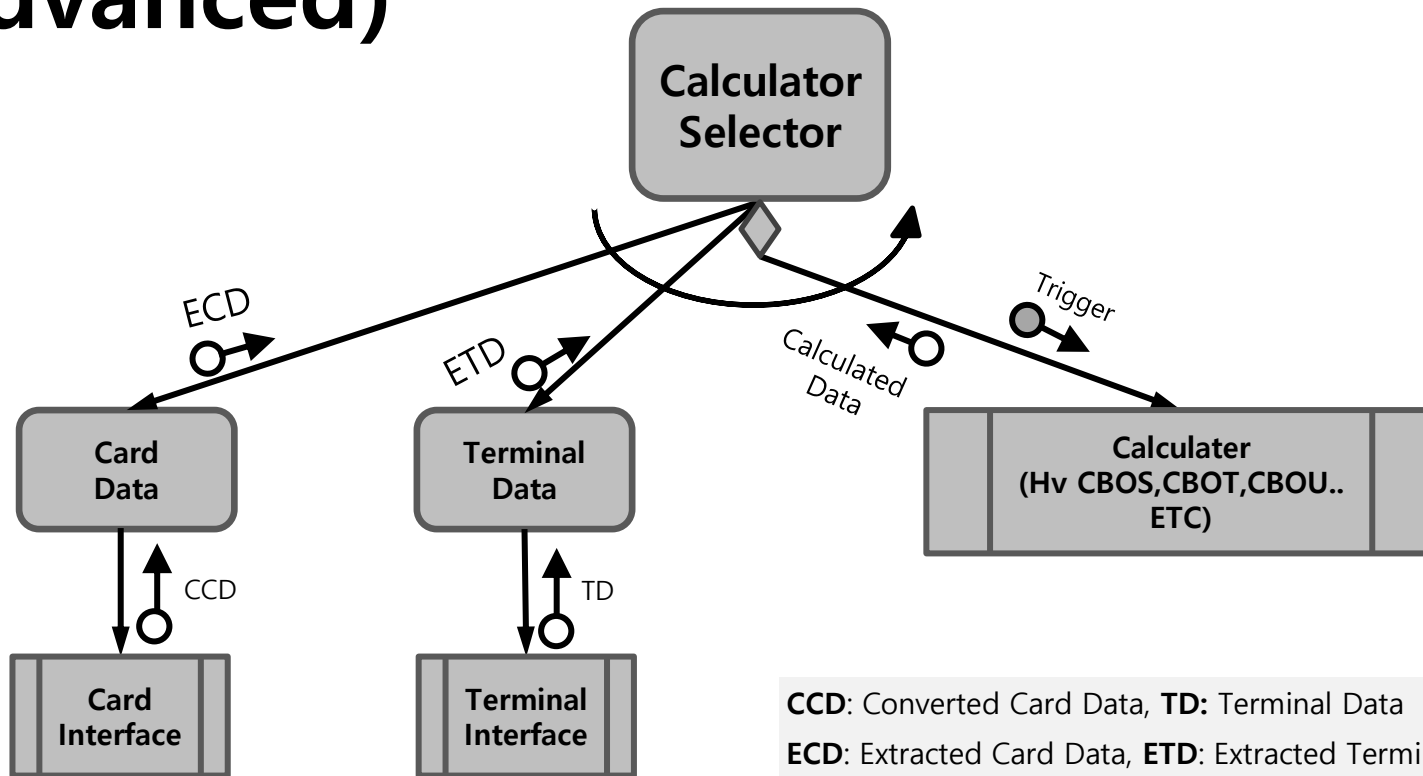 dvanced)
Calculator
Selector
ECD
ETD
Trigger
Calculated
Data
Card
Data
Terminal
Data
Calculater
(Hv CBOS,CBOT,CBOU..
ETC)
CCD
TD
Card
Interface
Terminal
Interface
CCD: Converted Card Data, TD: Terminal Data
ECD: Extracted Card Data, ETD: Extracted Termi